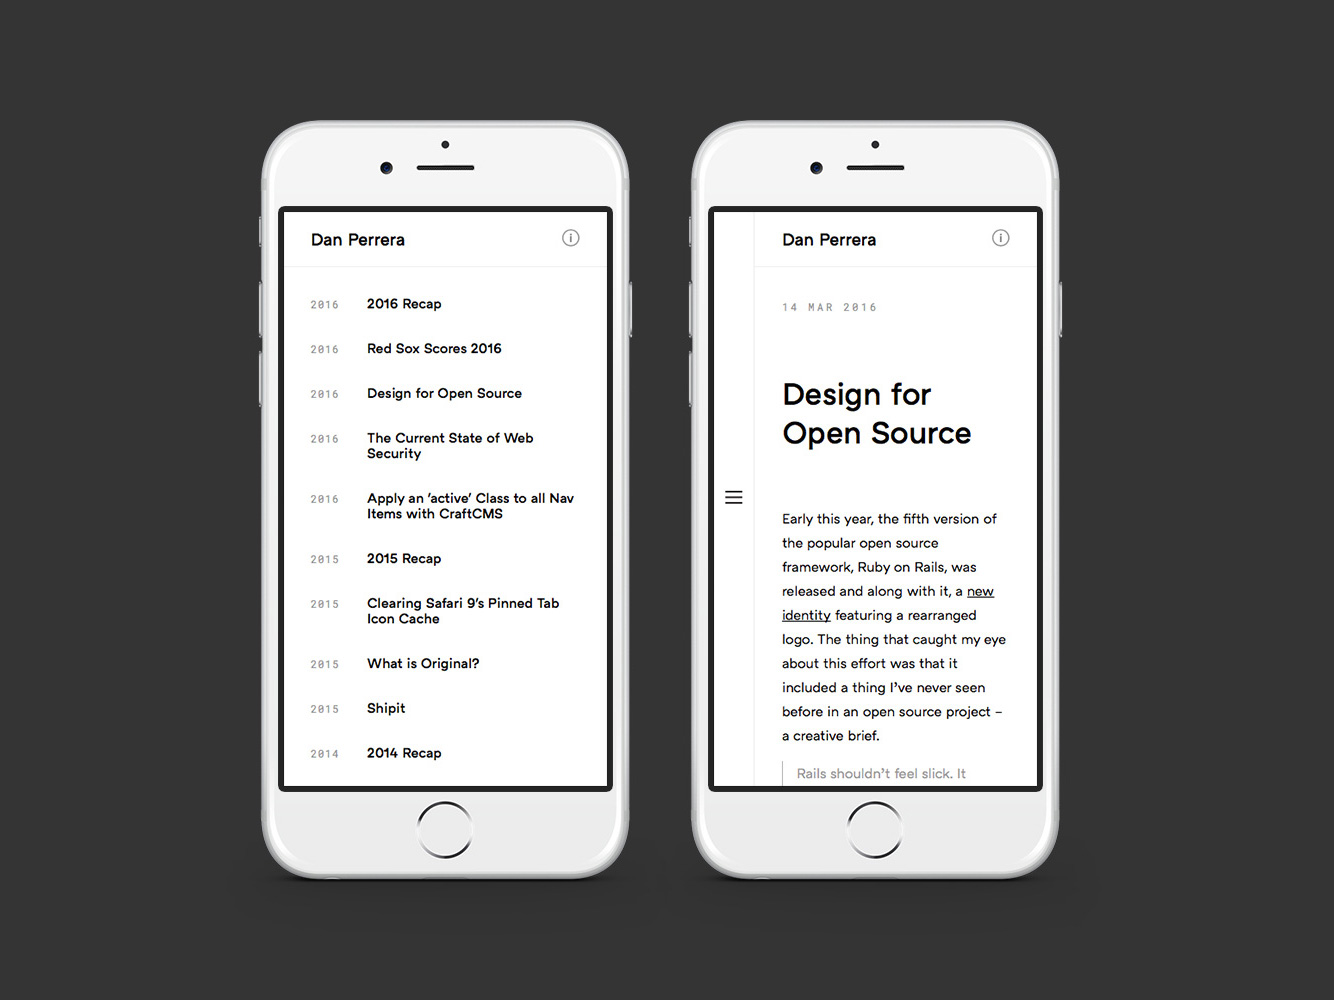 Dan Perrera
2016 2016 Recap
2016 Red Sox Scores 2016
2016 Design for Open Source
2016 The Current State of Web
Security
2016 Apply an ‘active’ Class to all Nav
Items with CraftCMS
2015 2015 Recap
2015 Clearing Safari 9’s Pinned Tab
Icon Cache
2015 What is Original?
2015 Shipit
2014 2014 Recap
Dan Perrera
14 MAR 2016
Design for
Open Source
Early this year, the fifth version of
the popular open source
framework, Ruby on Rails, was
released and along with it, a new
identity featuring a rearranged
logo. The thing that caught my eye
about this effort was that it
included a thing I’ve never seen
before in an open source project –
a creative brief.
Rails shouldn’t feel slick. It